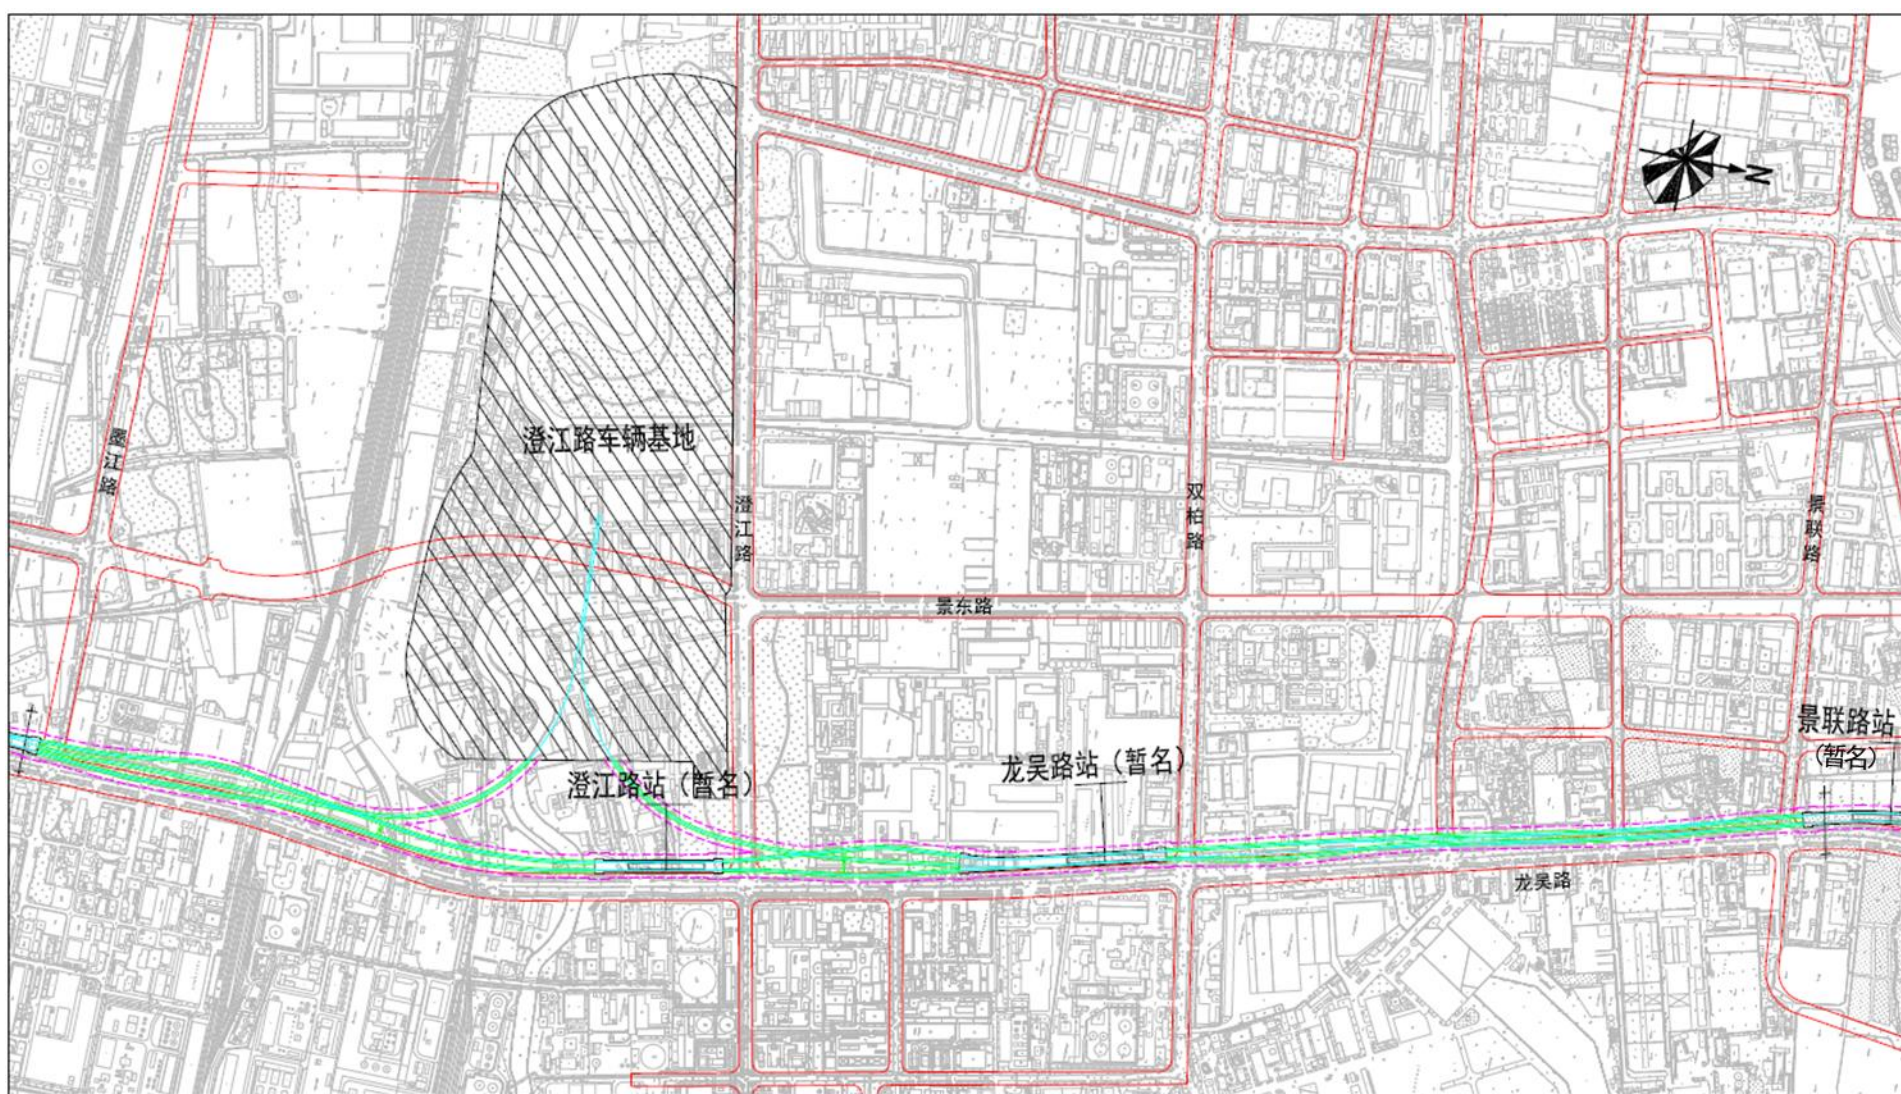 N
澄江路车辆基地
墨江路
澄江路
双柏路
景联路
景东路
景联路站
（暂名）
龙吴路站（暂名）
澄江路站（暂名）
龙吴路